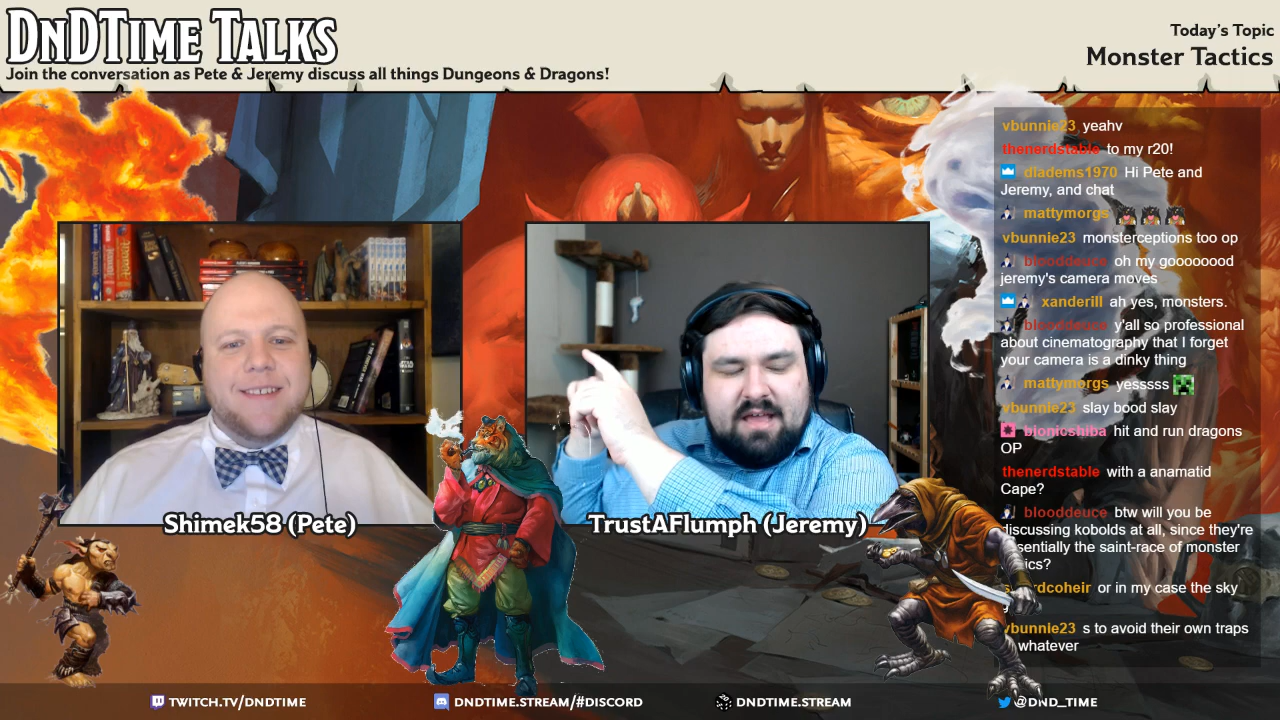 DnDTime Talks
Join the conversation as Pete & Jeremy discuss all things Dungeons & Dragons!
Today's Topic
Monster Tactics
vbunnie23 yeahv
thenerdstable to my r20!
dladems1970 Hi Pete and
Jeremy, and chat
mattymorgs
vbunnie23 monsterceptions too op
blooddeuce oh my goooooood
jeremy's camera moves
xanderill ah yes, monsters.
blooddeuce y'all so professional
about cinematography that I forget
your camera is a dinky thing
mattymorgs yesssss
vbunnie23 slay bood slay
bionicshiba hit and run dragons
OP
thenerdstable with a anamatid
Cape?
blooddeuce btw will you be
discussing kobolds at all, since they're
sentially the saint-race of monster
ics?
rdcoheir or in my case the sky
g
vbunnie23 s to avoid their own traps
whatever
Shimek58 (Pete)
TrustAFlumph (Jeremy)
TWITCH.TV/DNDTIME
DNDTIME.STREAM/#DISCORD
DNDTIME.STREAM
@DND_TIME